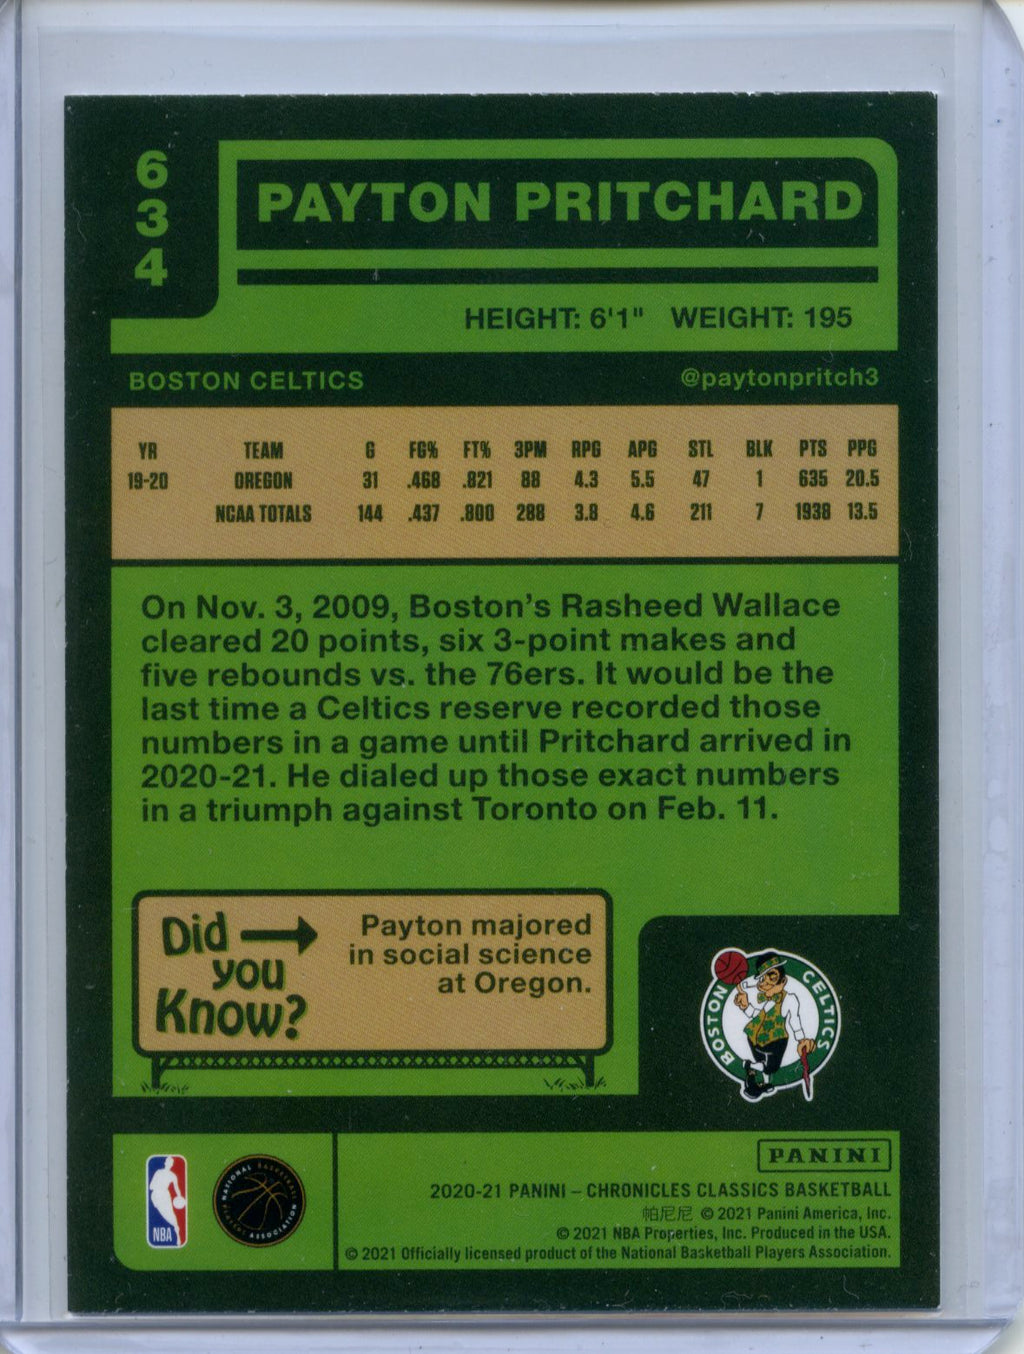 6
3
4
PAYTON PRITCHARD
HEIGHT: 6'1" WEIGHT: 195
BOSTON CELTICS @paytonpritch3
YR TEAM G FG% FT% 3PM RPG APG STL BLK PTS PPG
19-20 OREGON 31 .468 .821 88 4.3 5.5 47 1 635 20.5
NCAA TOTALS 144 .437 .800 288 3.8 4.6 211 7 1938 13.5
On Nov. 3, 2009, Boston's Rasheed Wallace
cleared 20 points, six 3-point makes and
five rebounds vs. the 76ers. It would be the
last time a Celtics reserve recorded those
numbers in a game until Pritchard arrived in
2020-21. He dialed up those exact numbers
in a triumph against Toronto on Feb. 11.
Did
you
Know?
Payton majored
in social science
at Oregon.
BOSTON CELTICS
NBA
NATIONAL BASKETBALL
PLAYERS ASSOCIATION
PANINI
2020-21 PANINI – CHRONICLES CLASSICS BASKETBALL
帕尼尼 © 2021 Panini America, Inc.
© 2021 NBA Properties, Inc. Produced in the USA.
© 2021 Officially licensed product of the National Basketball Players Association.